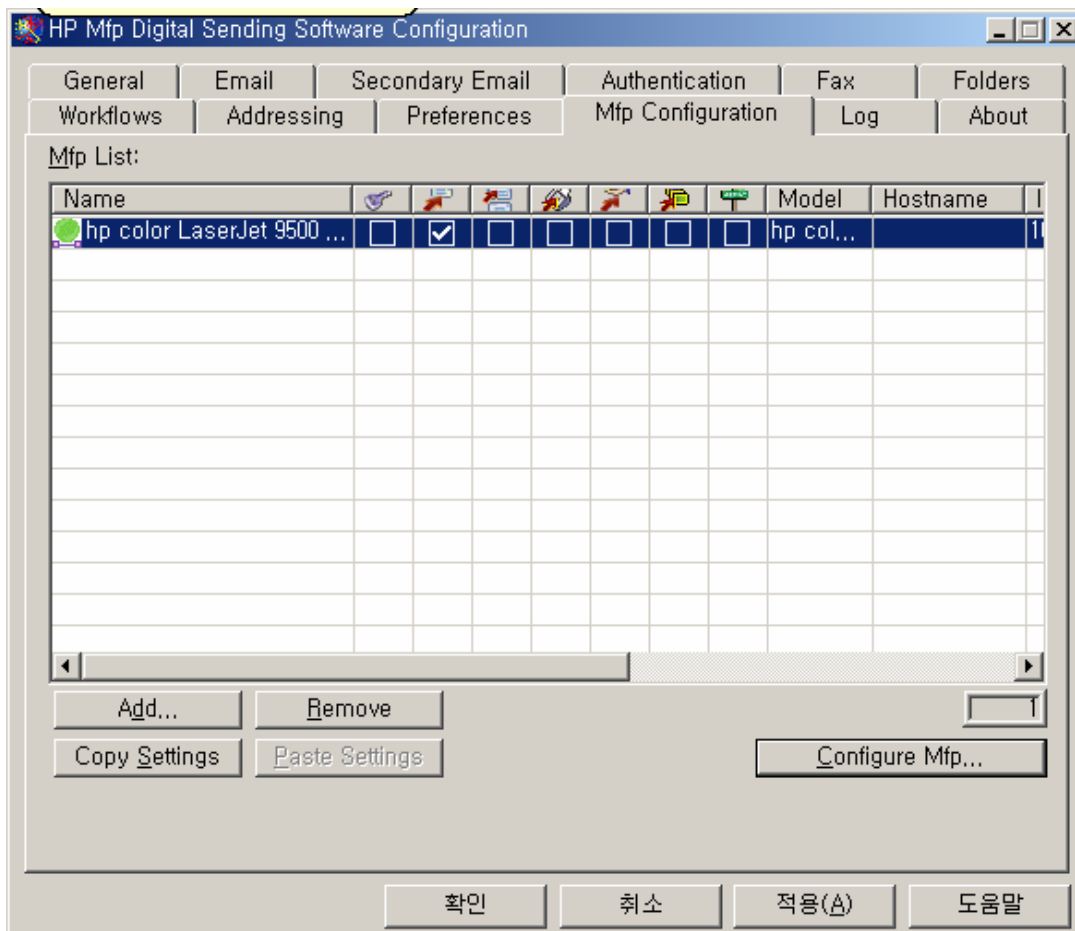 HP Mfp Digital Sending Software Configuration
General Email Secondary Email Authentication Fax Folders
Workflows Addressing Preferences Mfp Configuration Log About
Mfp List:
Name Model Hostname
hp color LaserJet 9500 ... hp col...
Add... Remove 1
Copy Settings Paste Settings Configure Mfp...
확인 취소 적용(A) 도움말